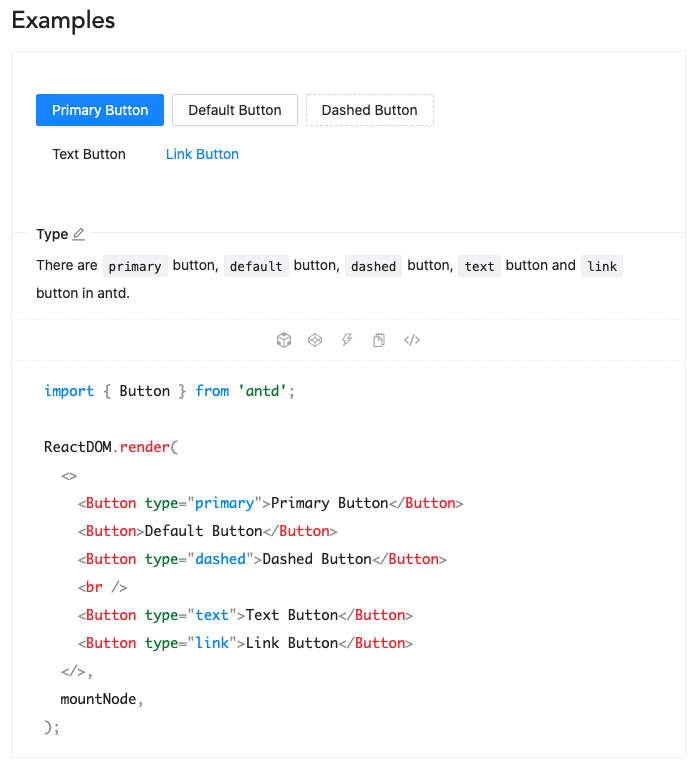 Examples
Primary Button Default Button Dashed Button
Text Button Link Button
Type
There are primary button, default button, dashed button, text button and link
button in antd.
import { Button } from 'antd';
ReactDOM.render(
  <>
    <Button type="primary">Primary Button</Button>
    <Button>Default Button</Button>
    <Button type="dashed">Dashed Button</Button>
    <br />
    <Button type="text">Text Button</Button>
    <Button type="link">Link Button</Button>
  </>,
  mountNode,
);